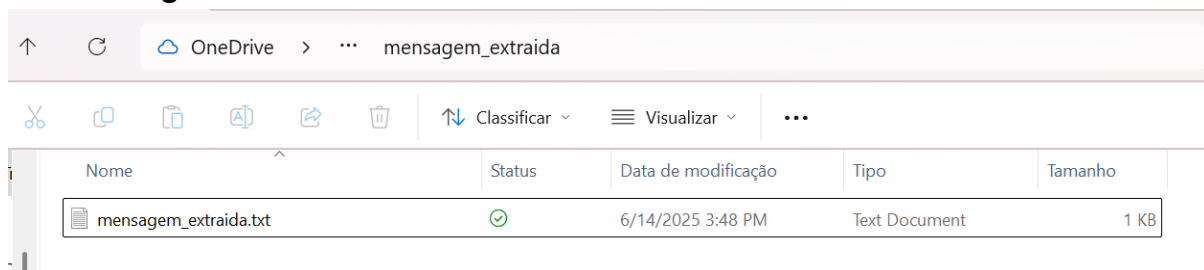 OneDrive > ... mensagem_extraida
Classificar Visualizar ...
Nome Status Data de modificação Tipo Tamanho
mensagem_extraida.txt 6/14/2025 3:48 PM Text Document 1 KB